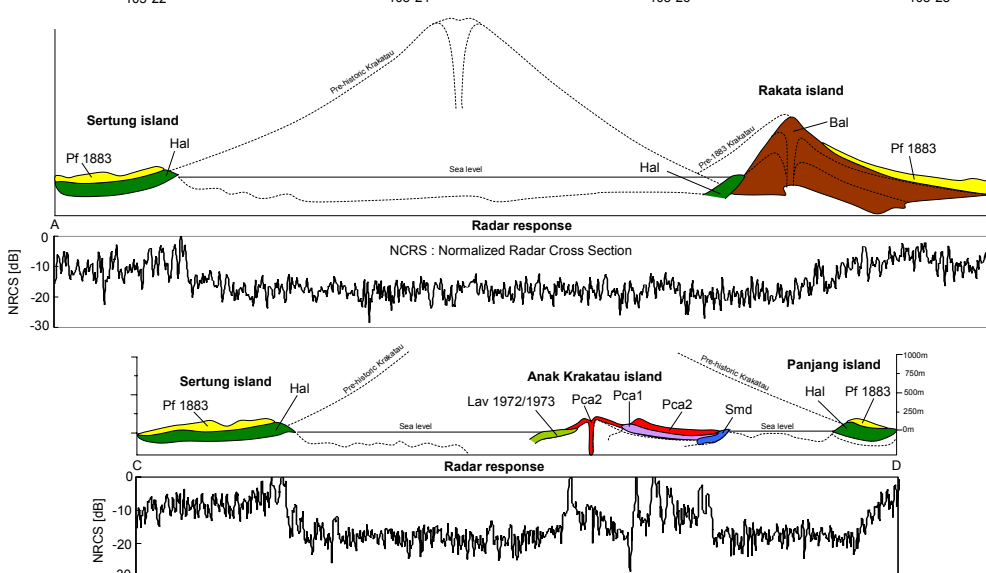 Pre-historic Krakatau
Rakata island
Sertung island
Hal
Bal
Pf 1883
Pre-1883 Krakatau
Pf 1883
Sea level
Hal
A
Radar response
NCRS : Normalized Radar Cross Section
NRCS [dB]
0
-10
-20
-30
Pre-historic Krakatau
Pre-historic Krakatau
Sertung island
Anak Krakatau island
Panjang island
1000m
750m
500m
250m
0m
Pf 1883
Hal
Lav 1972/1973
Pca2
Pca1
Pca2
Smd
Hal
Pf 1883
Sea level
Sea level
C
Radar response
D
NRCS [dB]
0
-10
-20